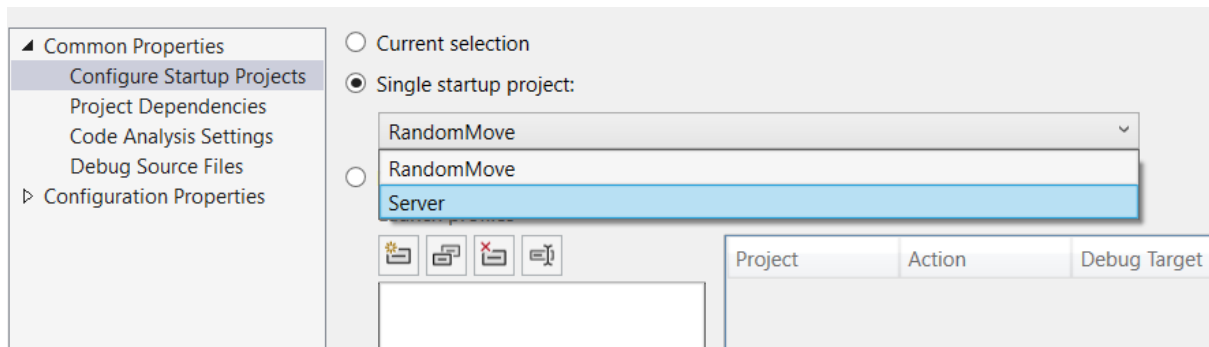 Common Properties
Configure Startup Projects
Project Dependencies
Code Analysis Settings
Debug Source Files
Configuration Properties
Current selection
Single startup project:
RandomMove
RandomMove
Server
Project Action Debug Target